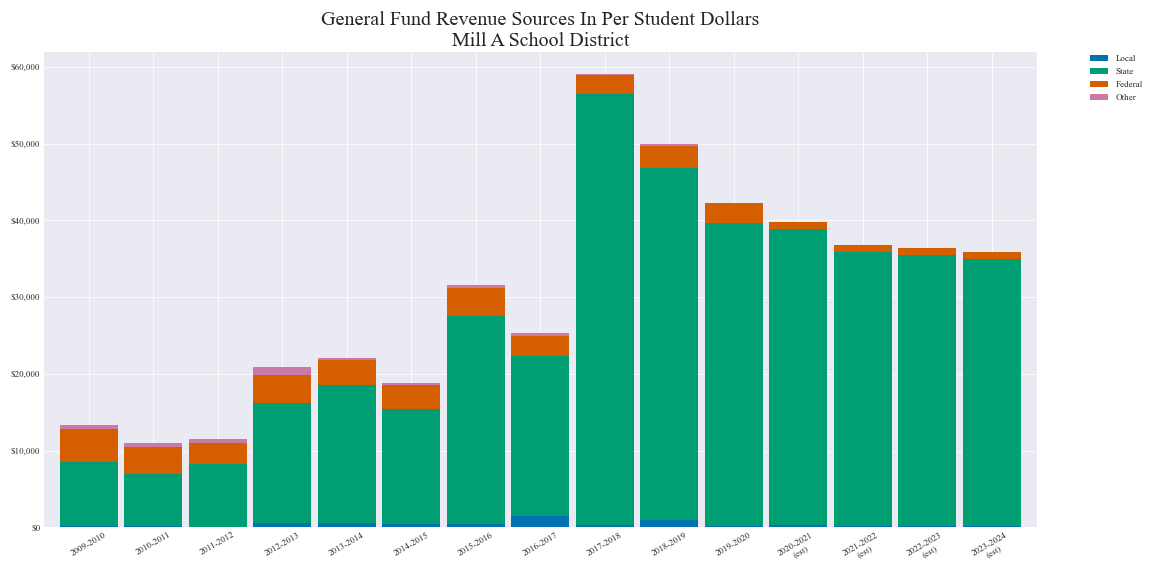 General Fund Revenue Sources In Per Student Dollars
Mill A School District
Local
State
Federal
Other
$60,000
$50,000
$40,000
$30,000
$20,000
$10,000
$0
2009-2010
2010-2011
2011-2012
2012-2013
2013-2014
2014-2015
2015-2016
2016-2017
2017-2018
2018-2019
2019-2020
2020-2021
(est)
2021-2022
(est)
2022-2023
(est)
2023-2024
(est)